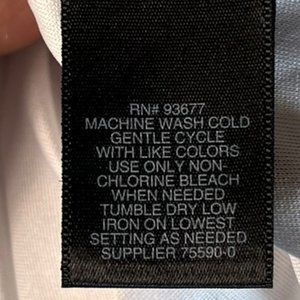 RN# 93677
MACHINE WASH COLD
GENTLE CYCLE
WITH LIKE COLORS
USE ONLY NON-
CHLORINE BLEACH
WHEN NEEDED
TUMBLE DRY LOW
IRON ON LOWEST
SETTING AS NEEDED
SUPPLIER 75590-0